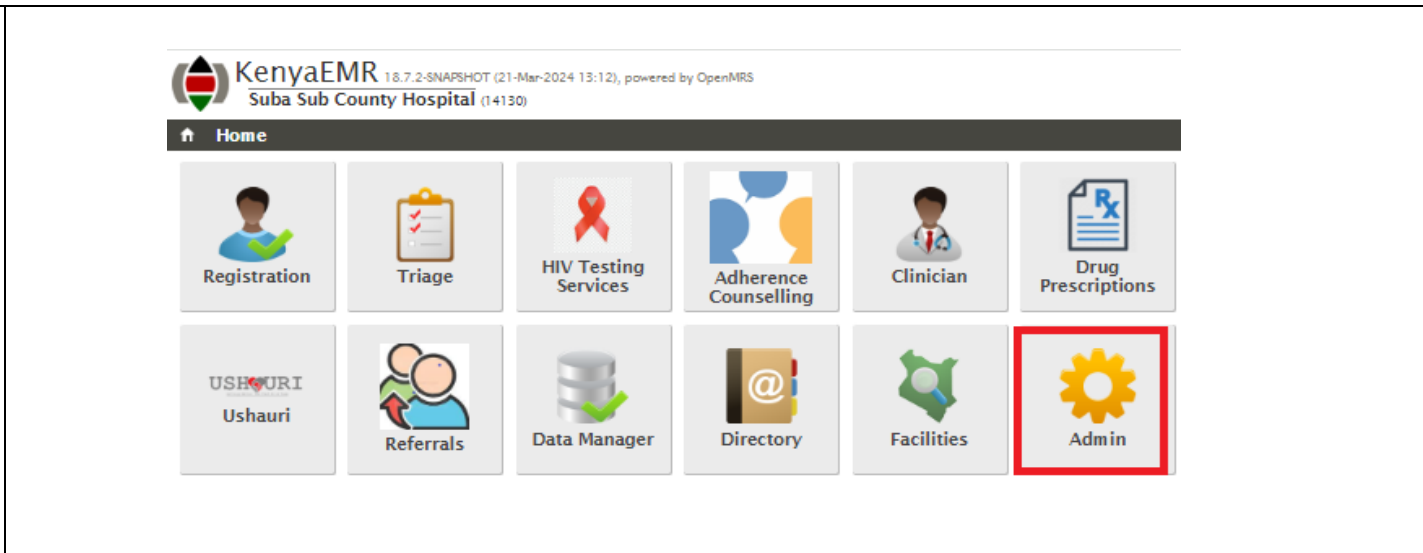 KenyaEMR 18.7.2-SNAPSHOT (21-Mar-2024 13:12), powered by OpenMRS
Suba Sub County Hospital (14130)
Home
Registration
Triage
HIV Testing
Services
Adherence
Counselling
Clinician
Rx
Drug
Prescriptions
USHAURI
Ushauri
Referrals
Data Manager
@
Directory
Facilities
Admin